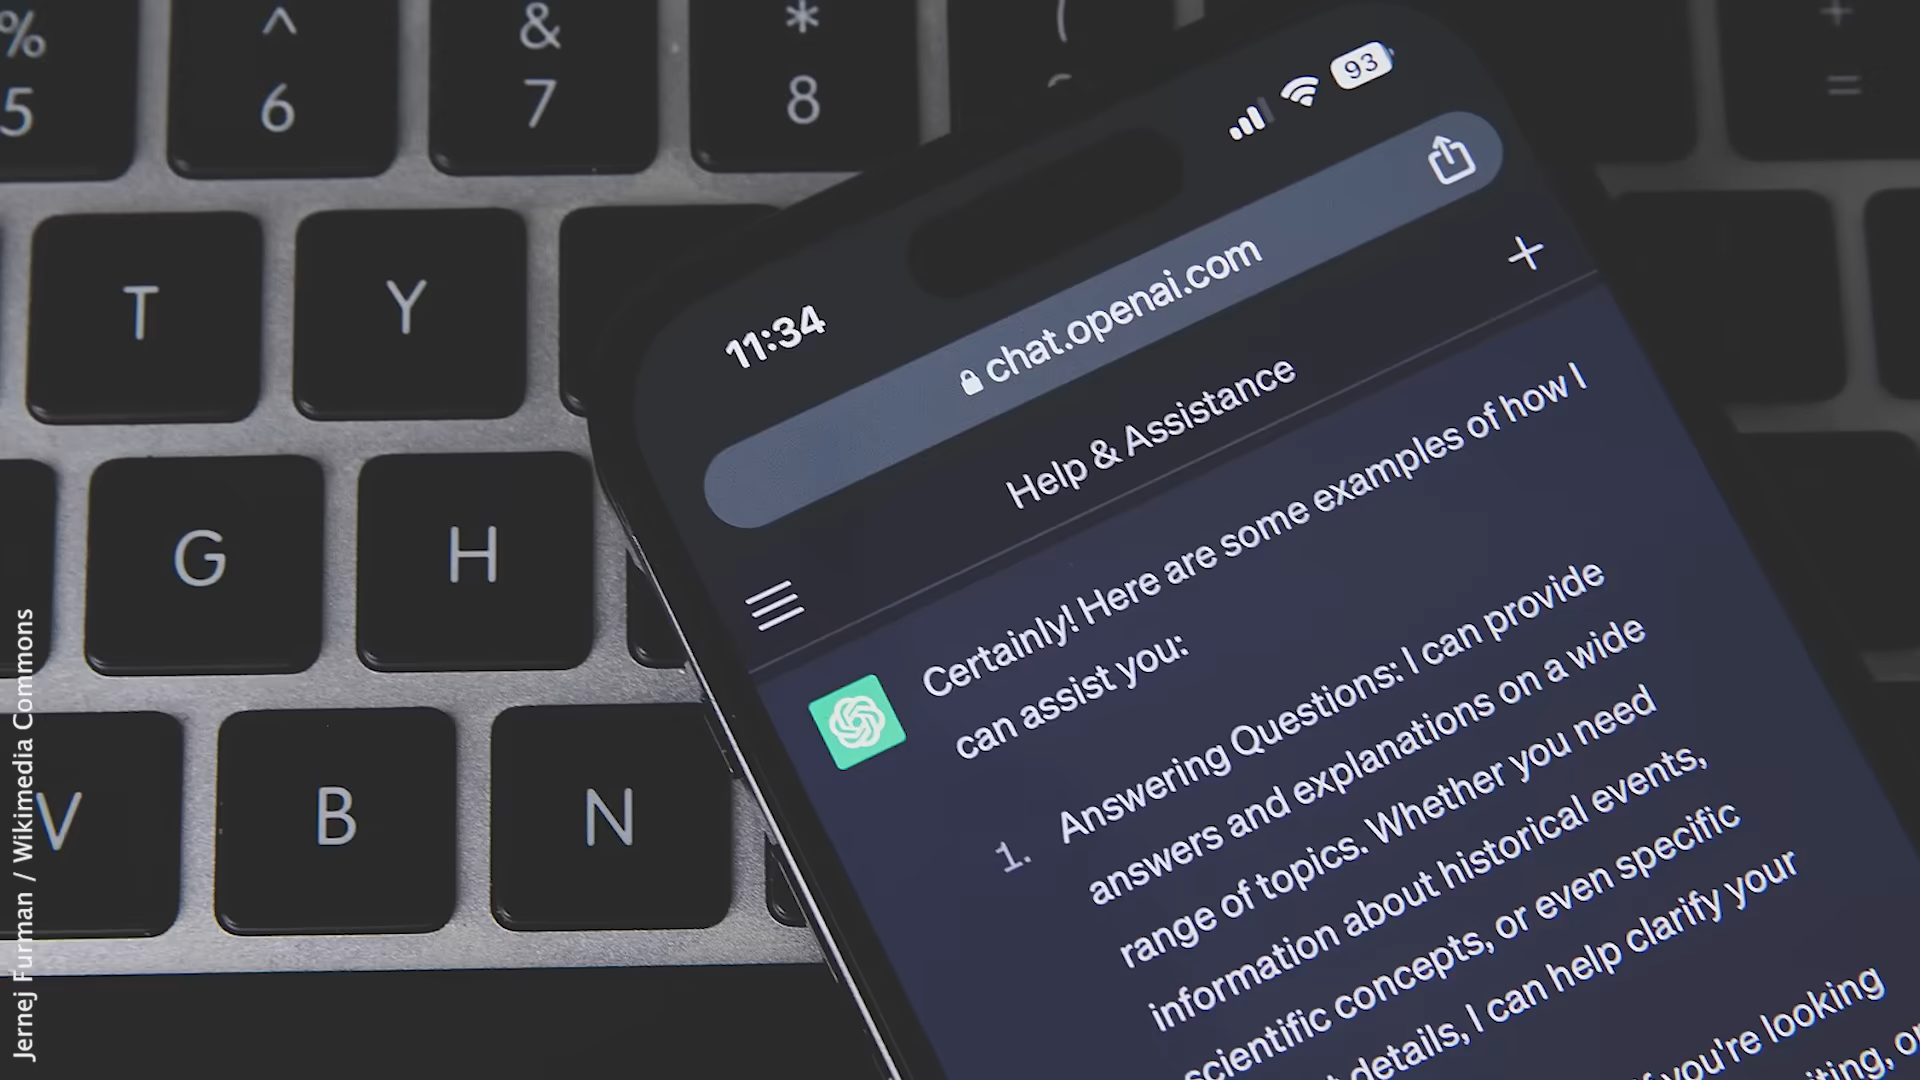 % ^ & * ( +
5 6 7 8 =
T Y
G H
V B N
11:34
93
chat.openai.com
Help & Assistance
Certainly! Here are some examples of how I
can assist you:
1. Answering Questions: I can provide
answers and explanations on a wide
range of topics. Whether you need
information about historical events,
scientific concepts, or even specific
details, I can help clarify your
you're looking
Jernej Furman / Wikimedia Commons